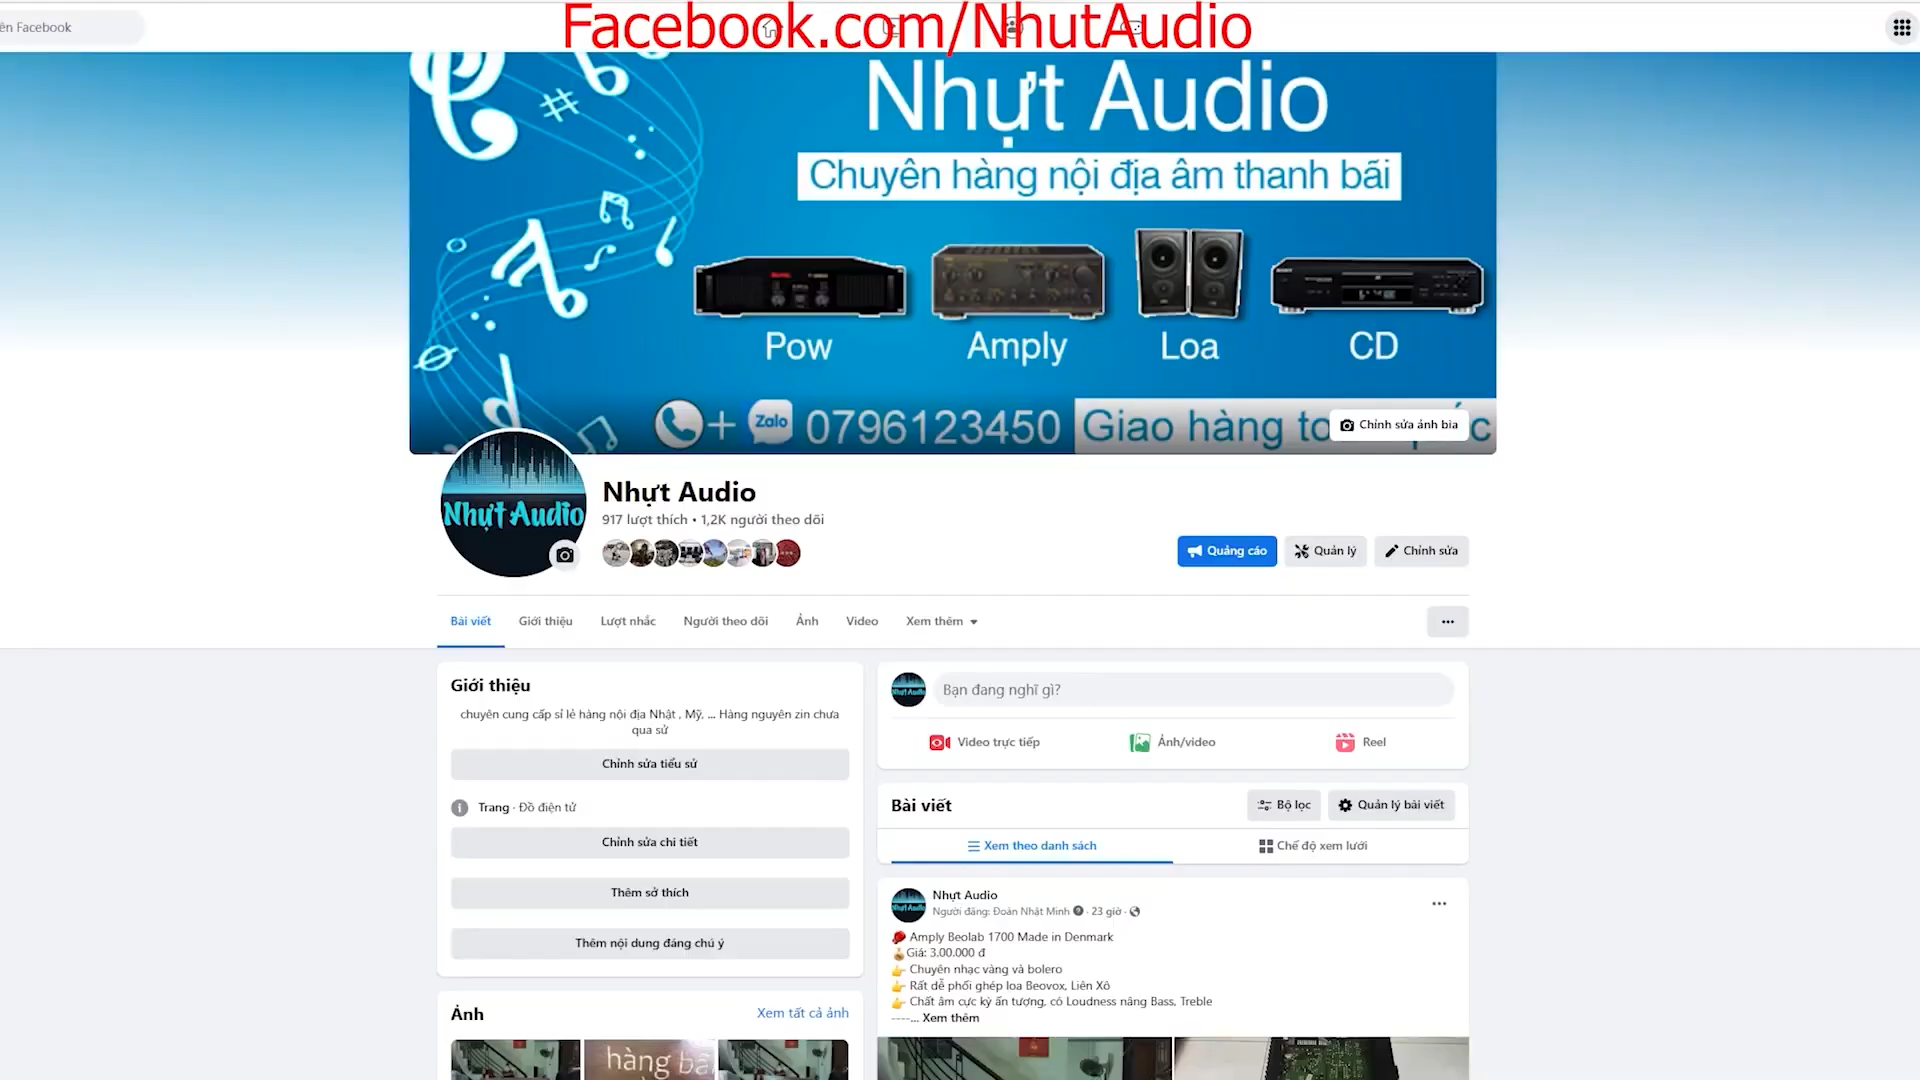 Facebook.com/NhutAudio
ên Facebook
Nhựt Audio
Chuyên hàng nội địa âm thanh bãi
Pow
Amply
Loa
CD
+ Zalo 0796123450
Giao hàng to
Chỉnh sửa ảnh bìa
Nhựt Audio
Nhựt Audio
917 lượt thích • 1,2K người theo dõi
Quảng cáo
Quản lý
Chỉnh sửa
Bài viết
Giới thiệu
Lượt nhắc
Người theo dõi
Ảnh
Video
Xem thêm
Giới thiệu
chuyên cung cấp sỉ lẻ hàng nội địa Nhật , Mỹ, ... Hàng nguyên zin chưa
qua sử
Chỉnh sửa tiểu sử
Trang · Đồ điện tử
Chỉnh sửa chi tiết
Thêm sở thích
Thêm nội dung đáng chú ý
Ảnh
Xem tất cả ảnh
hàng bã
Bạn đang nghĩ gì?
Video trực tiếp
Ảnh/video
Reel
Bài viết
Bộ lọc
Quản lý bài viết
Xem theo danh sách
Chế độ xem lưới
Nhựt Audio
Người đăng: Đoàn Nhật Minh · 23 giờ ·
Amply Beolab 1700 Made in Denmark
Giá: 3.00.000 đ
Chuyên nhạc vàng và bolero
Rất dễ phối ghép loa Beovox, Liên Xô
Chất âm cực kỳ ấn tượng, có Loudness nâng Bass, Treble
----... Xem thêm